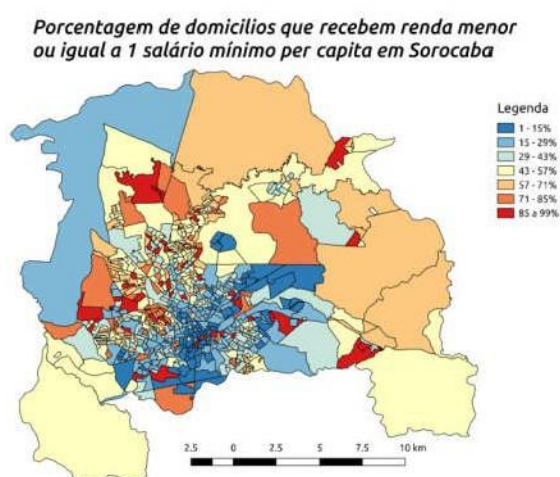 Porcentagem de domicilios que recebem renda menor
ou igual a 1 salário mínimo per capita em Sorocaba
Legenda
1 - 15%
15 - 29%
29 - 43%
43 - 57%
57 - 71%
71 - 85%
85 a 99%
2.5 0 2.5 5 7.5 10 km